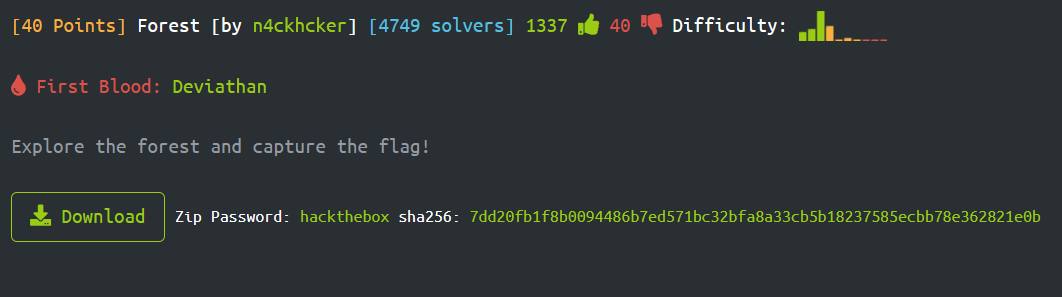 [40 Points] Forest [by n4ckhcker] [4749 solvers] 1337 40 Difficulty:
First Blood: Deviathan
Explore the forest and capture the flag!
Download Zip Password: hackthebox sha256: 7dd20fb1f8b0094486b7ed571bc32bfa8a33cb5b18237585ecbb78e362821e0b